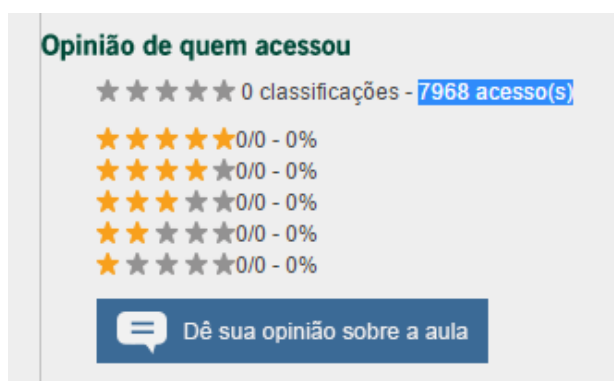 Opinião de quem acessou
0 classificações - 7968 acesso(s)
0/0 - 0%
0/0 - 0%
0/0 - 0%
0/0 - 0%
0/0 - 0%
Dê sua opinião sobre a aula